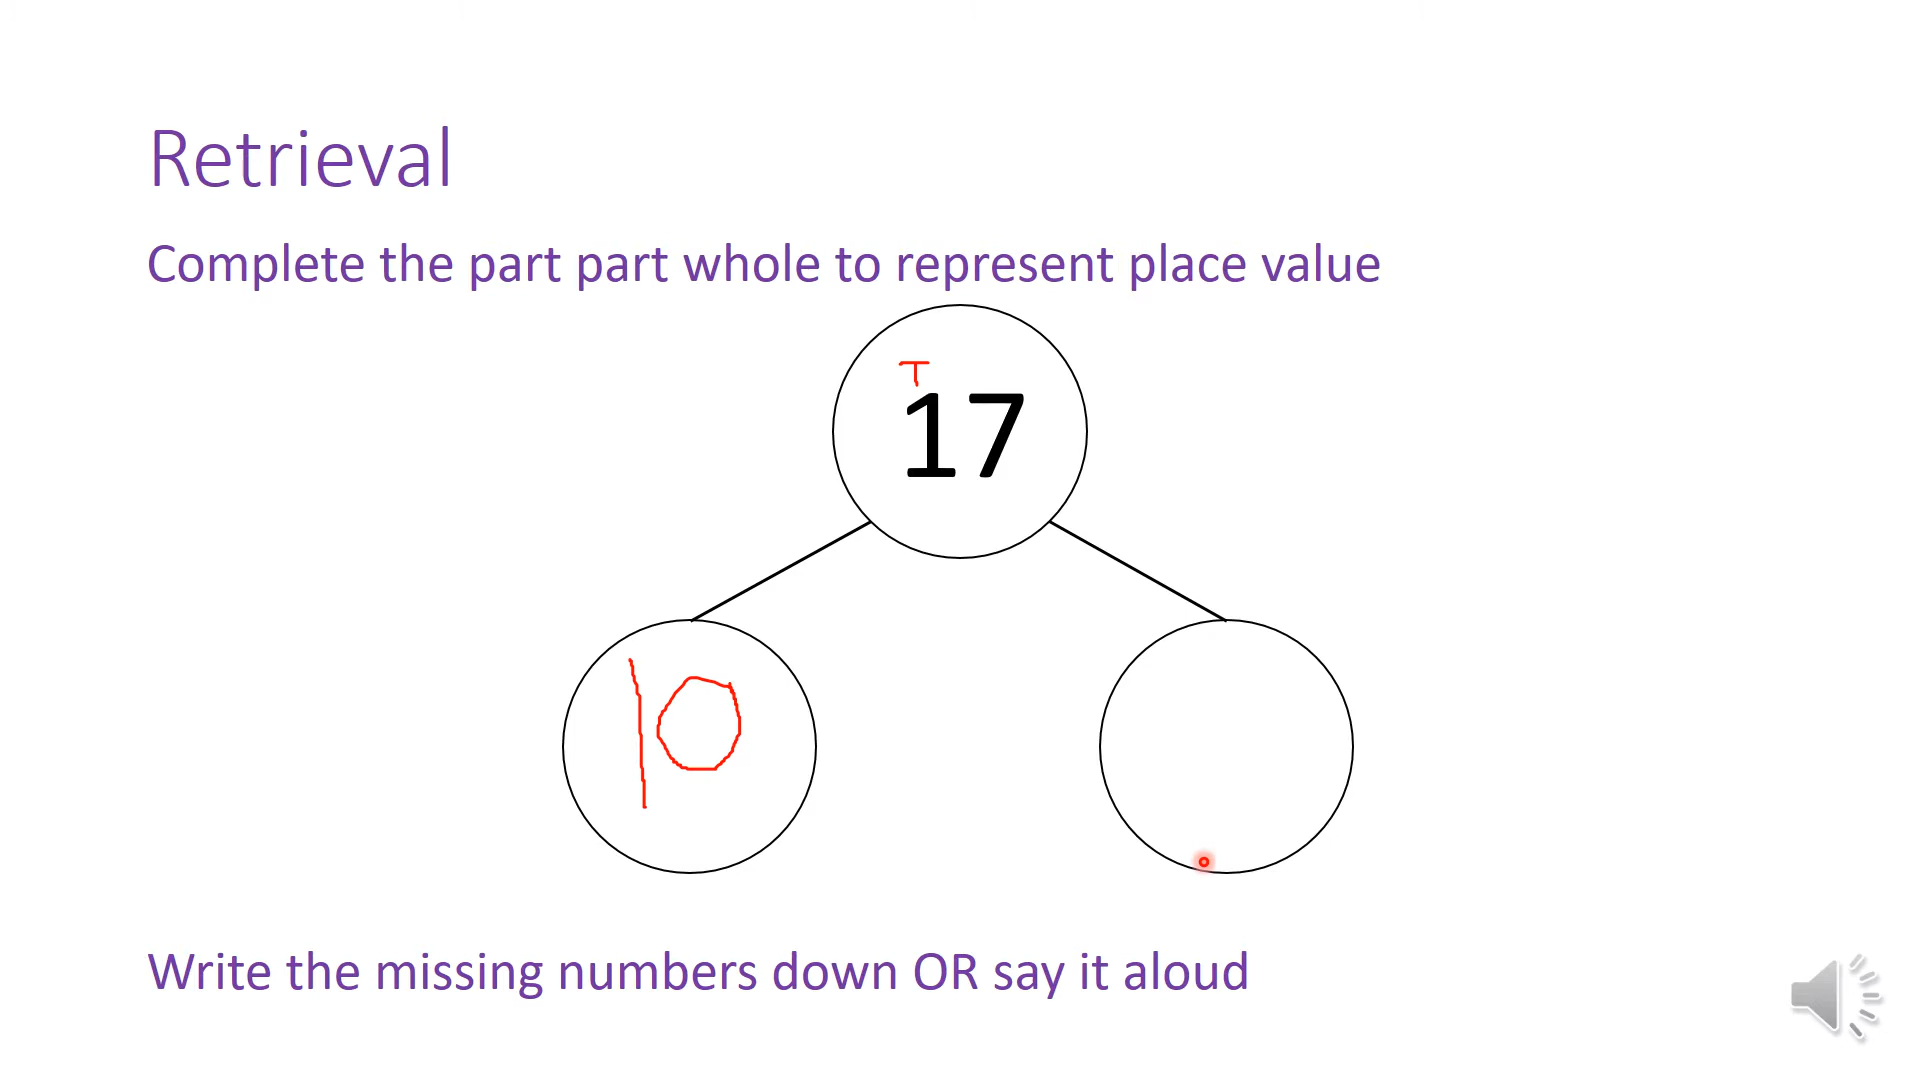 Retrieval
Complete the part part whole to represent place value
T
17
10
Write the missing numbers down OR say it aloud